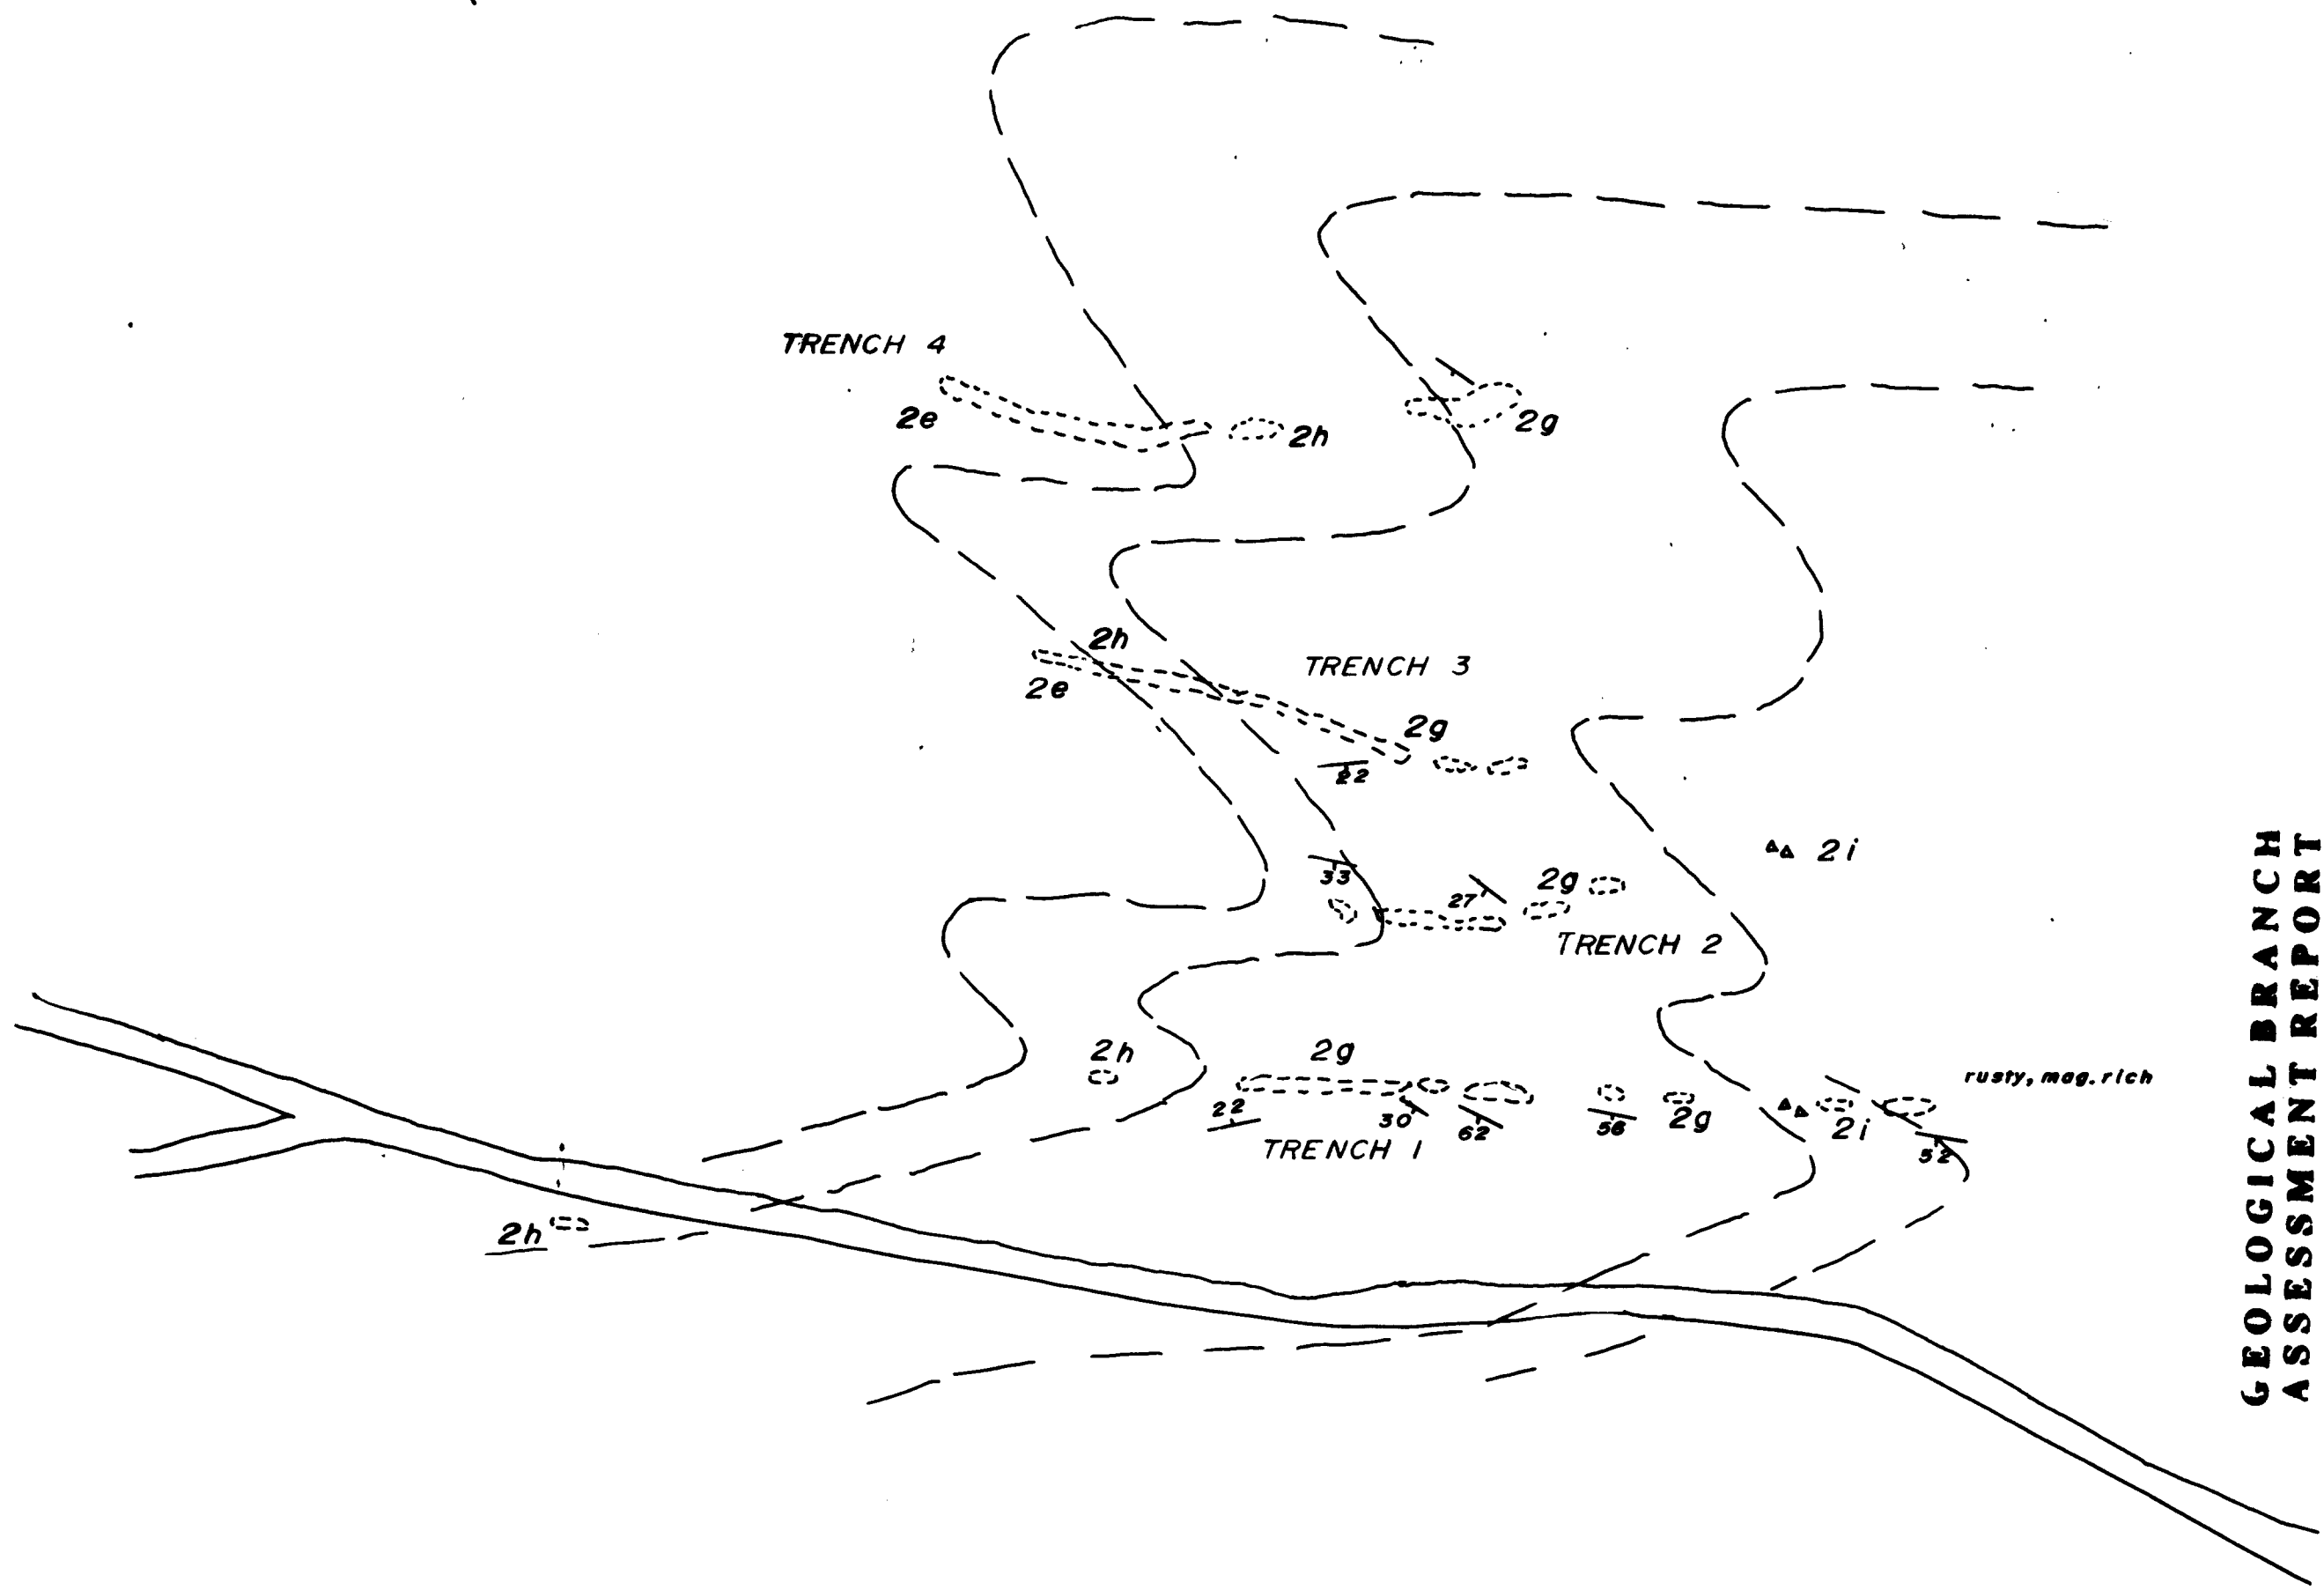 TRENCH 4
2e
2h
2g
2h
TRENCH 3
2e
2g
22
2i
33
27
2g
TRENCH 2
2h
2g
rusty, mag. rich
22
30
62
56
2g
2i
52
TRENCH 1
2h
GEOLOGICAL BRANCH
ASSESSMENT REPORT